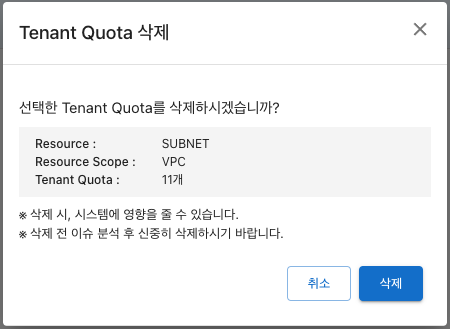 Tenant Quota 삭제
선택한 Tenant Quota를 삭제하시겠습니까?
Resource : SUBNET
Resource Scope : VPC
Tenant Quota : 11개
※ 삭제 시, 시스템에 영향을 줄 수 있습니다.
※ 삭제 전 이슈 분석 후 신중히 삭제하시기 바랍니다.
취소 삭제